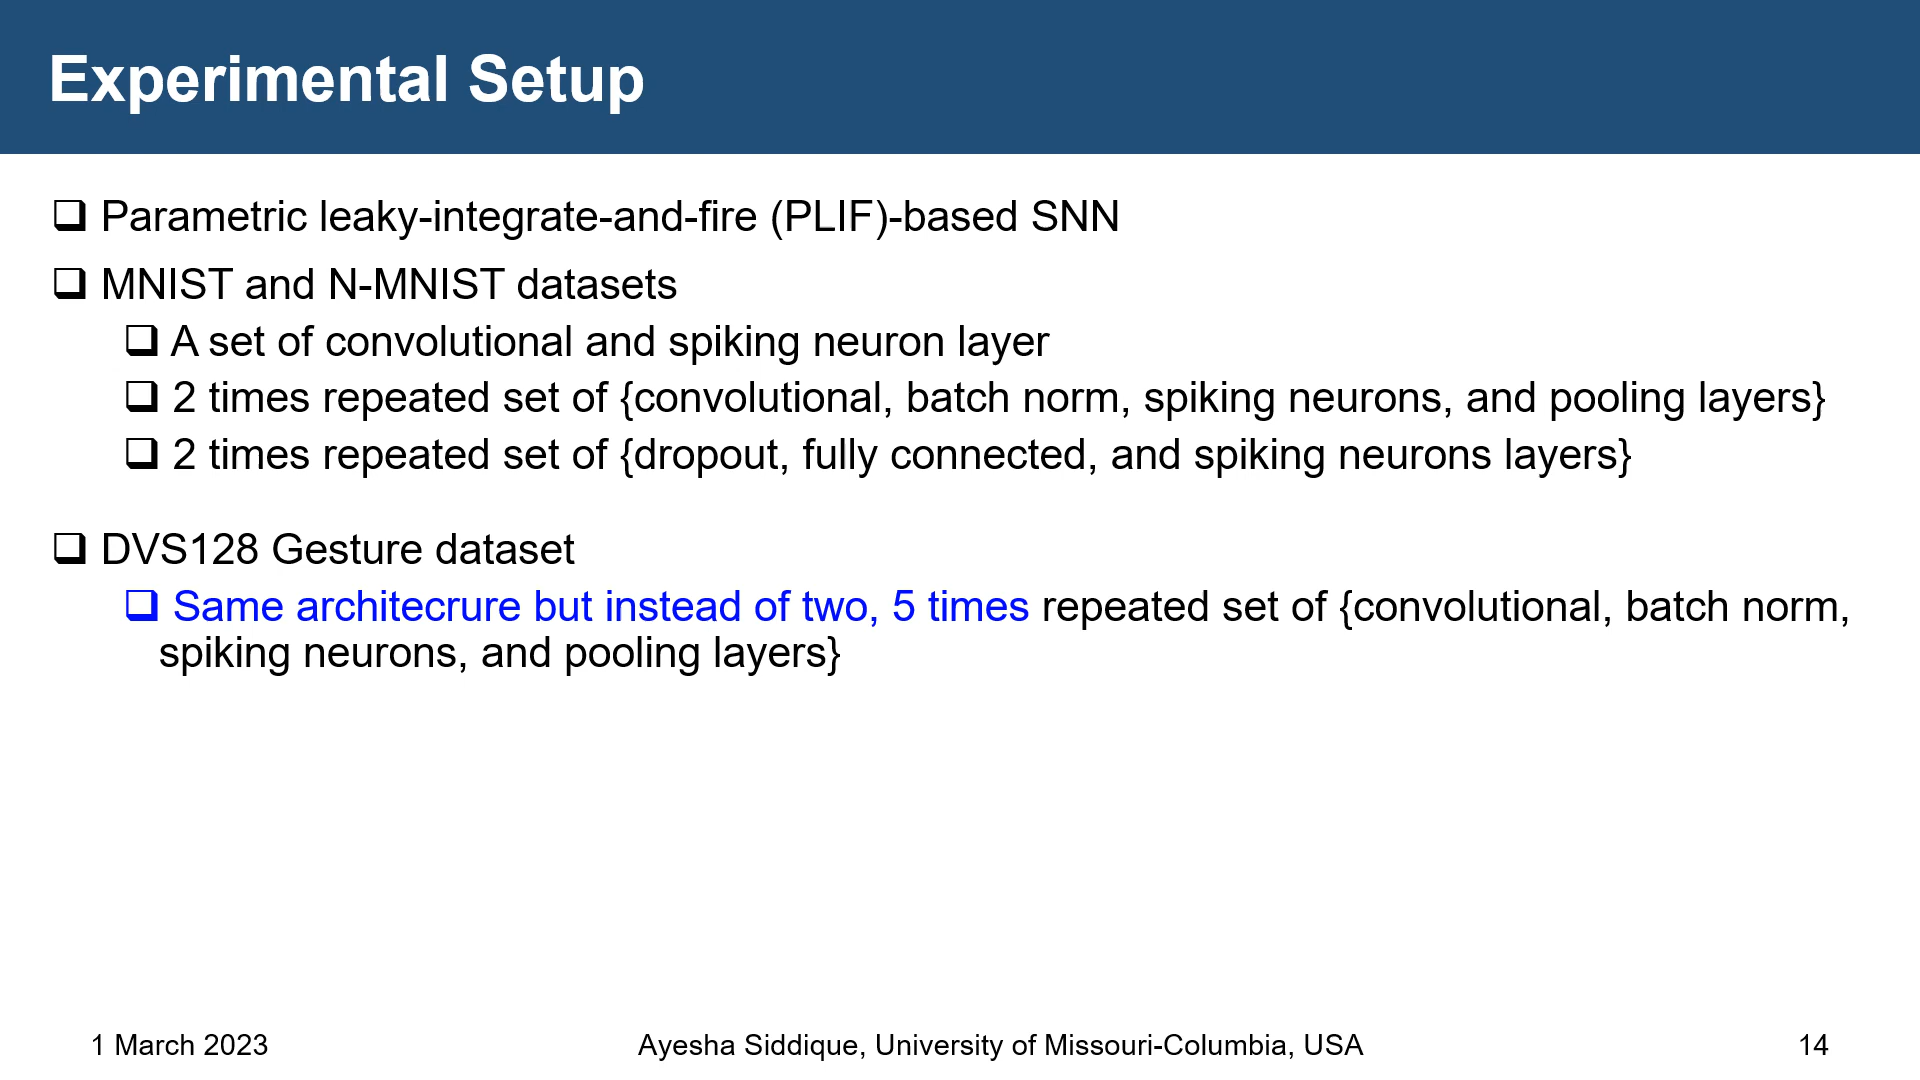 Experimental Setup
❑ Parametric leaky-integrate-and-fire (PLIF)-based SNN
❑ MNIST and N-MNIST datasets
❑ A set of convolutional and spiking neuron layer
❑ 2 times repeated set of {convolutional, batch norm, spiking neurons, and pooling layers}
❑ 2 times repeated set of {dropout, fully connected, and spiking neurons layers}
❑ DVS128 Gesture dataset
❑ Same architecrure but instead of two, 5 times repeated set of {convolutional, batch norm,
spiking neurons, and pooling layers}
1 March 2023
Ayesha Siddique, University of Missouri-Columbia, USA
14